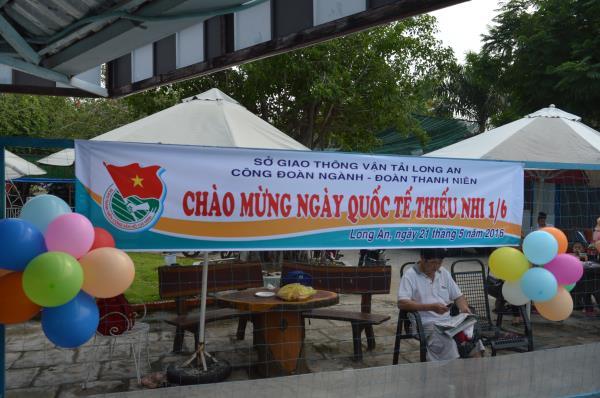 SỞ GIAO THÔNG VẬN TẢI LONG AN
CÔNG ĐOÀN NGÀNH - ĐOÀN THANH NIÊN
CHÀO MỪNG NGÀY QUỐC TẾ THIẾU NHI 1/6
Long An, ngày 21 tháng 5 năm 2016